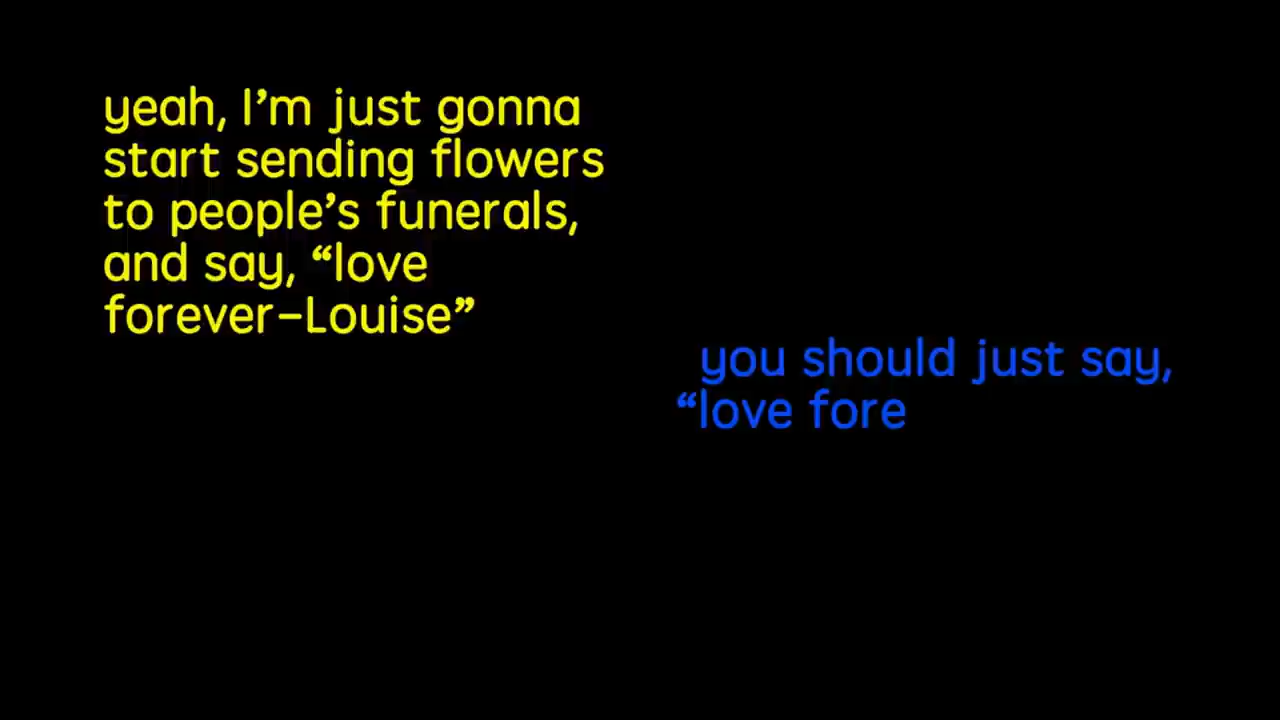 yeah, I’m just gonna
start sending flowers
to people’s funerals,
and say, “love
forever–Louise”
you should just say,
“love fore